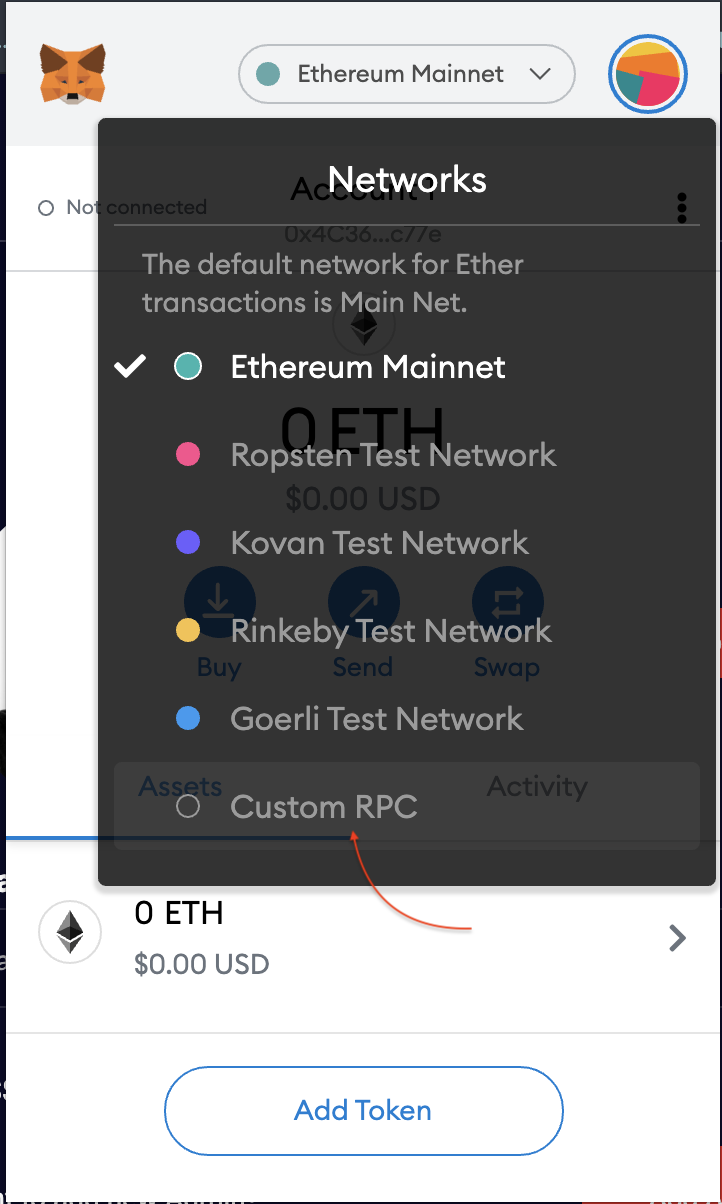 Ethereum Mainnet
Networks
Account 1
Not connected
0x4C36...c77e
The default network for Ether
transactions is Main Net.
Ethereum Mainnet
0 ETH
Ropsten Test Network
$0.00 USD
Kovan Test Network
Rinkeby Test Network
Buy
Send
Swap
Goerli Test Network
Assets
Activity
Custom RPC
0 ETH
$0.00 USD
Add Token